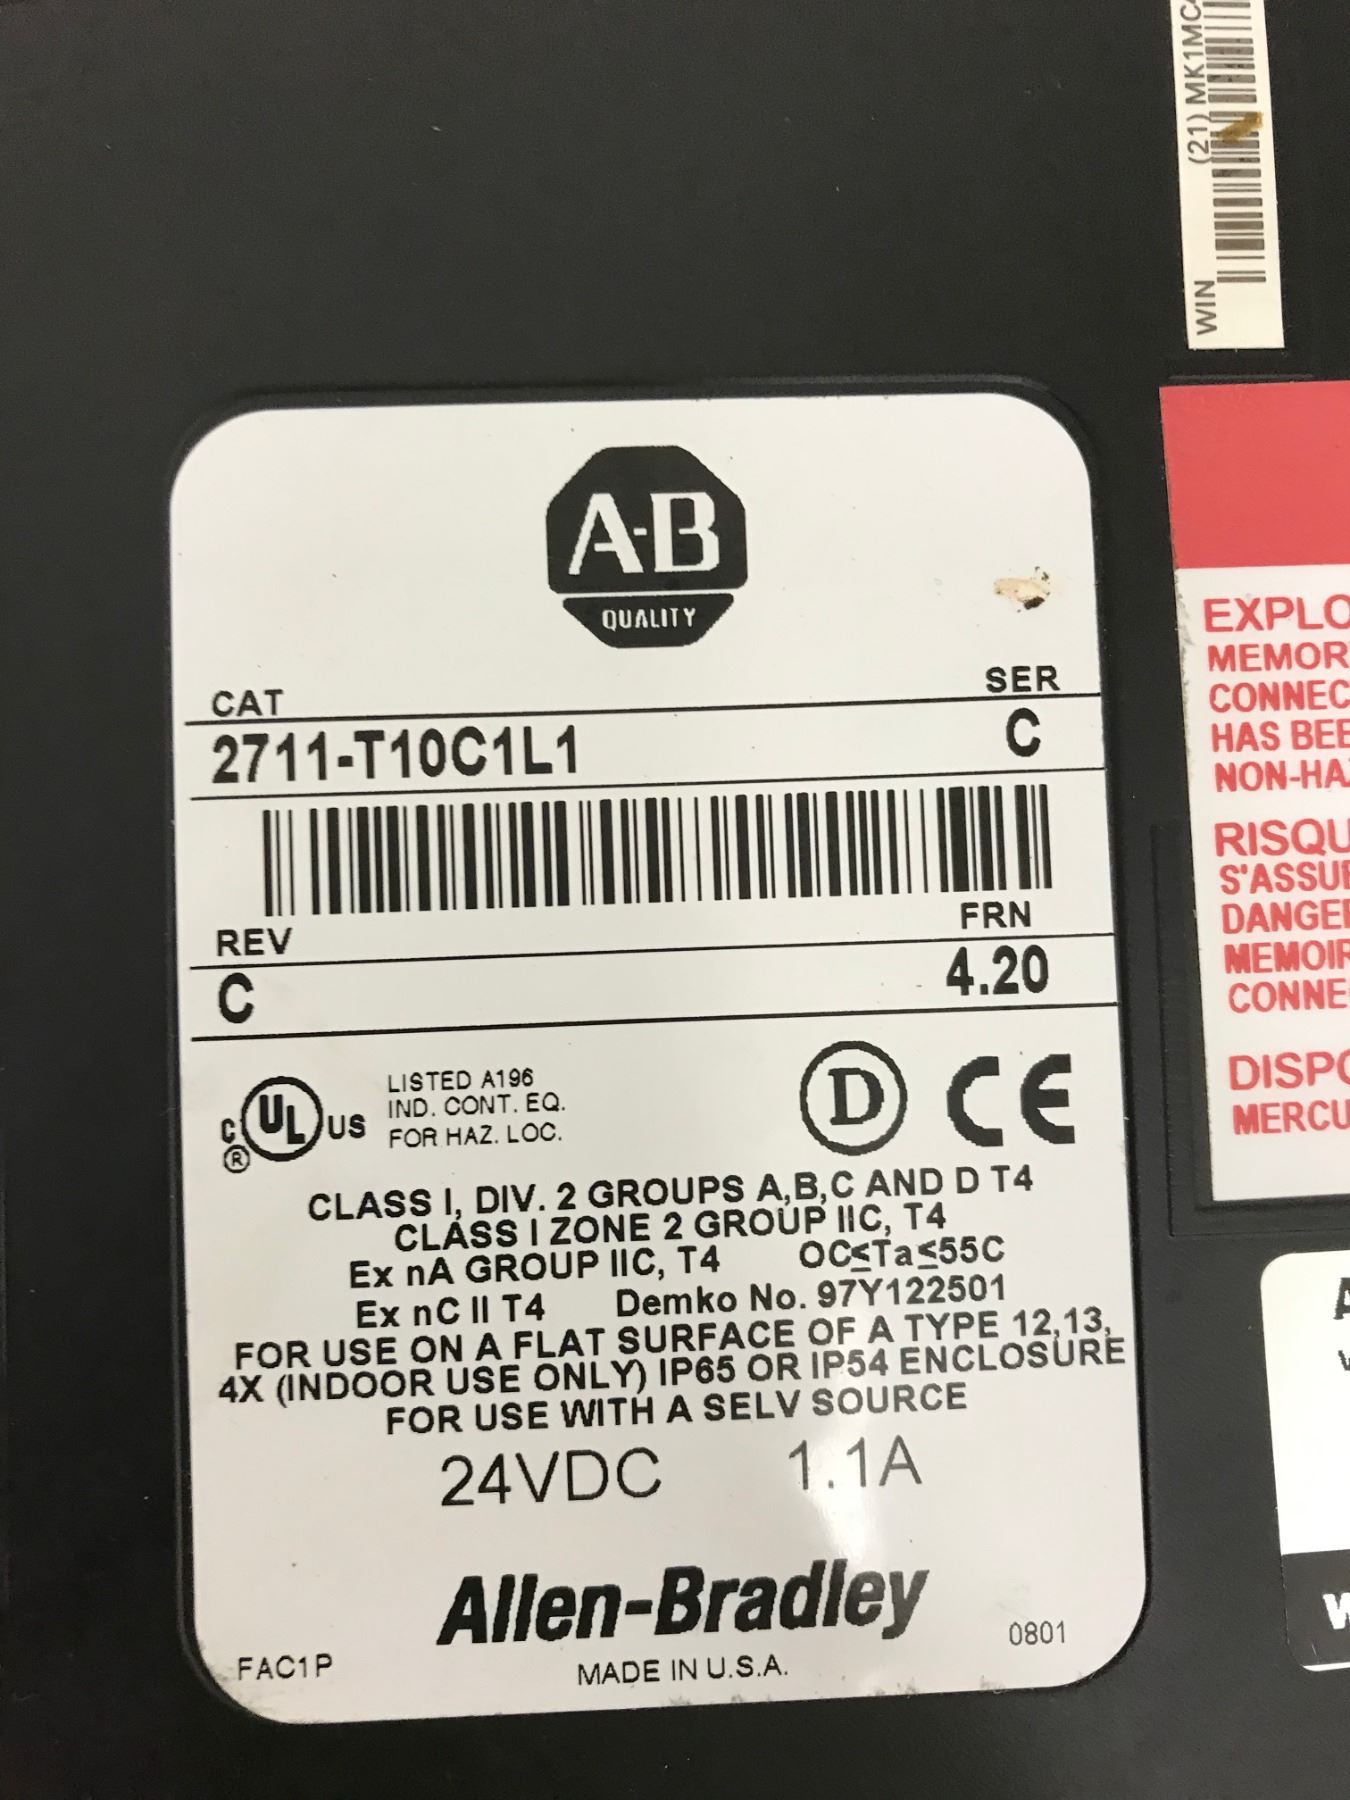 (21) MK1MC
WIN
A-B
QUALITY
CAT SER
2711-T10C1L1 C
REV FRN
C 4.20
C UL US ®
LISTED A196
IND. CONT. EQ.
FOR HAZ. LOC.
D CE
CLASS I, DIV. 2 GROUPS A,B,C AND D T4
CLASS I ZONE 2 GROUP IIC, T4
Ex nA GROUP IIC, T4 OC≤Ta≤55C
Ex nC II T4 Demko No. 97Y122501
FOR USE ON A FLAT SURFACE OF A TYPE 12,13,
4X (INDOOR USE ONLY) IP65 OR IP54 ENCLOSURE
FOR USE WITH A SELV SOURCE
24VDC 1.1A
Allen-Bradley
FAC1P MADE IN U.S.A. 0801
EXPLO
MEMOR
CONNEC
HAS BEE
NON-HAZ
RISQU
S'ASSUR
DANGER
MEMOIR
CONNE
DISPO
MERCU